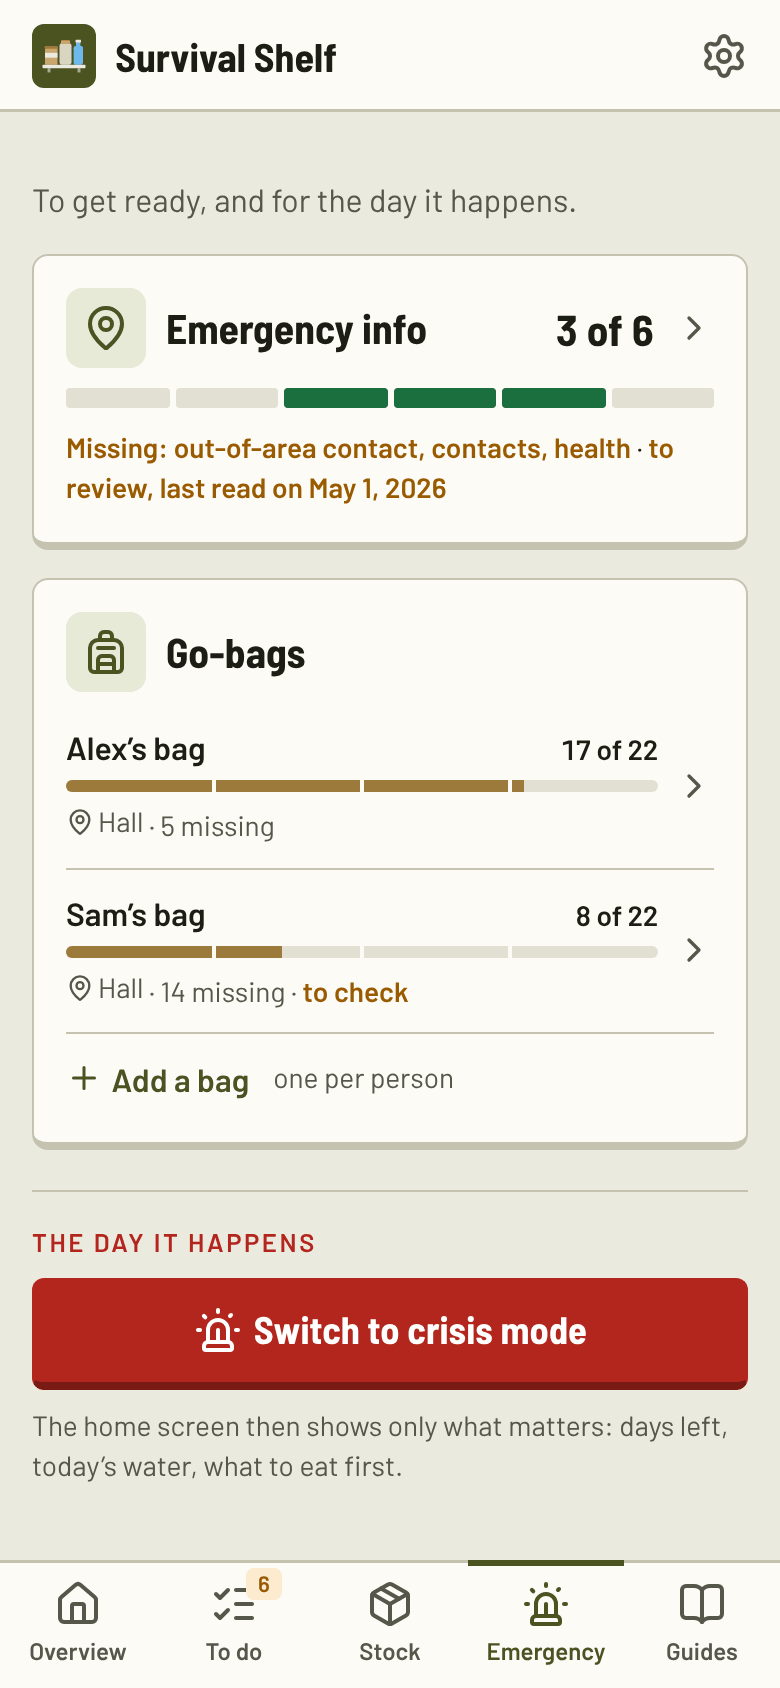 Survival Shelf
To get ready, and for the day it happens.
Emergency info
3 of 6
Missing: out-of-area contact, contacts, health · to
review, last read on May 1, 2026
Go-bags
Alex’s bag
17 of 22
Hall · 5 missing
Sam’s bag
8 of 22
Hall · 14 missing · to check
Add a bag one per person
THE DAY IT HAPPENS
Switch to crisis mode
The home screen then shows only what matters: days left,
today’s water, what to eat first.
6
Overview
To do
Stock
Emergency
Guides